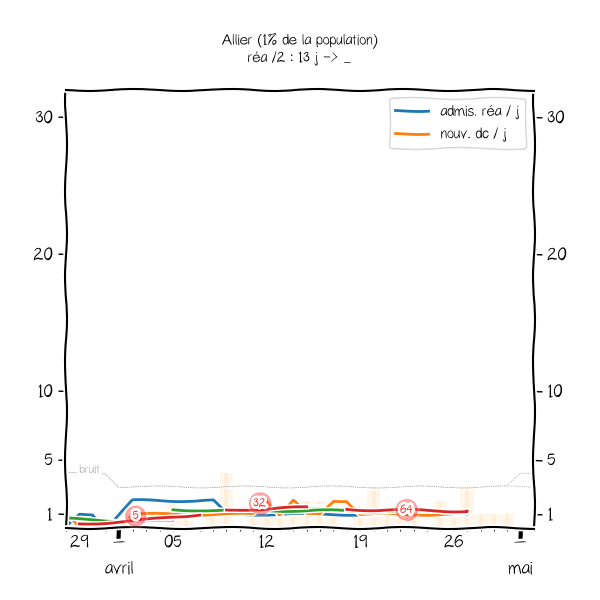 Allier (1% de la population)
réa /2 : 13 j -> _
admis. réa / j
nouv. dc / j
30
30
20
20
10
10
5
5
bruit
1
1
5
32
64
29
05
12
19
26
avril
mai